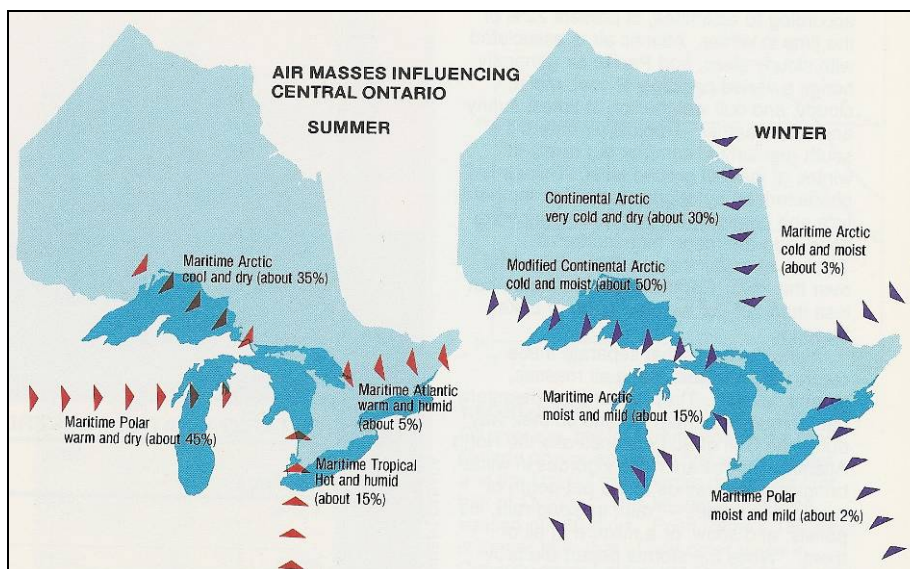 AIR MASSES INFLUENCING
CENTRAL ONTARIO
SUMMER
Maritime Arctic
cool and dry (about 35%)
Maritime Polar
warm and dry (about 45%)
Maritime Atlantic
warm and humid
(about 5%)
Maritime Tropical
Hot and humid
(about 15%)
WINTER
Continental Arctic
very cold and dry (about 30%)
Maritime Arctic
cold and moist
(about 3%)
Modified Continental Arctic
cold and moist (about 50%)
Maritime Arctic
moist and mild (about 15%)
Maritime Polar
moist and mild (about 2%)